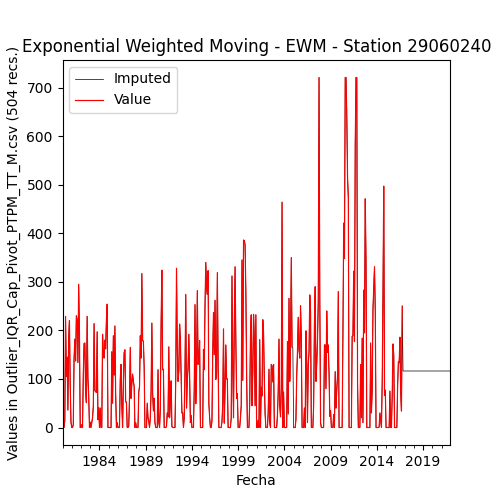 Exponential Weighted Moving - EWM - Station 29060240
Imputed
Value
Values in Outlier_IQR_Cap_Pivot_PTPM_TT_M.csv (504 recs.)
700
600
500
400
300
200
100
0
1984 1989 1994 1999 2004 2009 2014 2019
Fecha